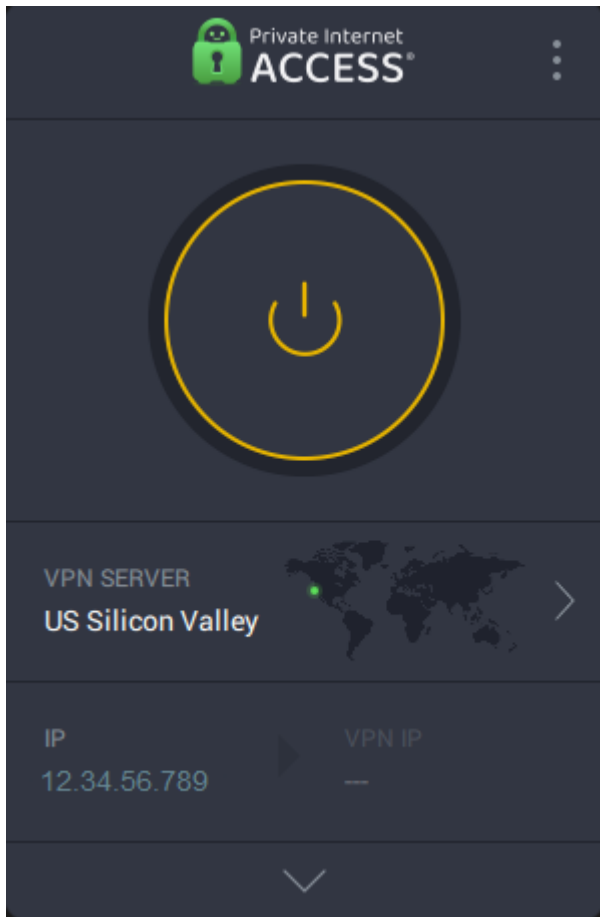 Private Internet
ACCESS®
VPN SERVER
US Silicon Valley
IP
VPN IP
12.34.56.789
---